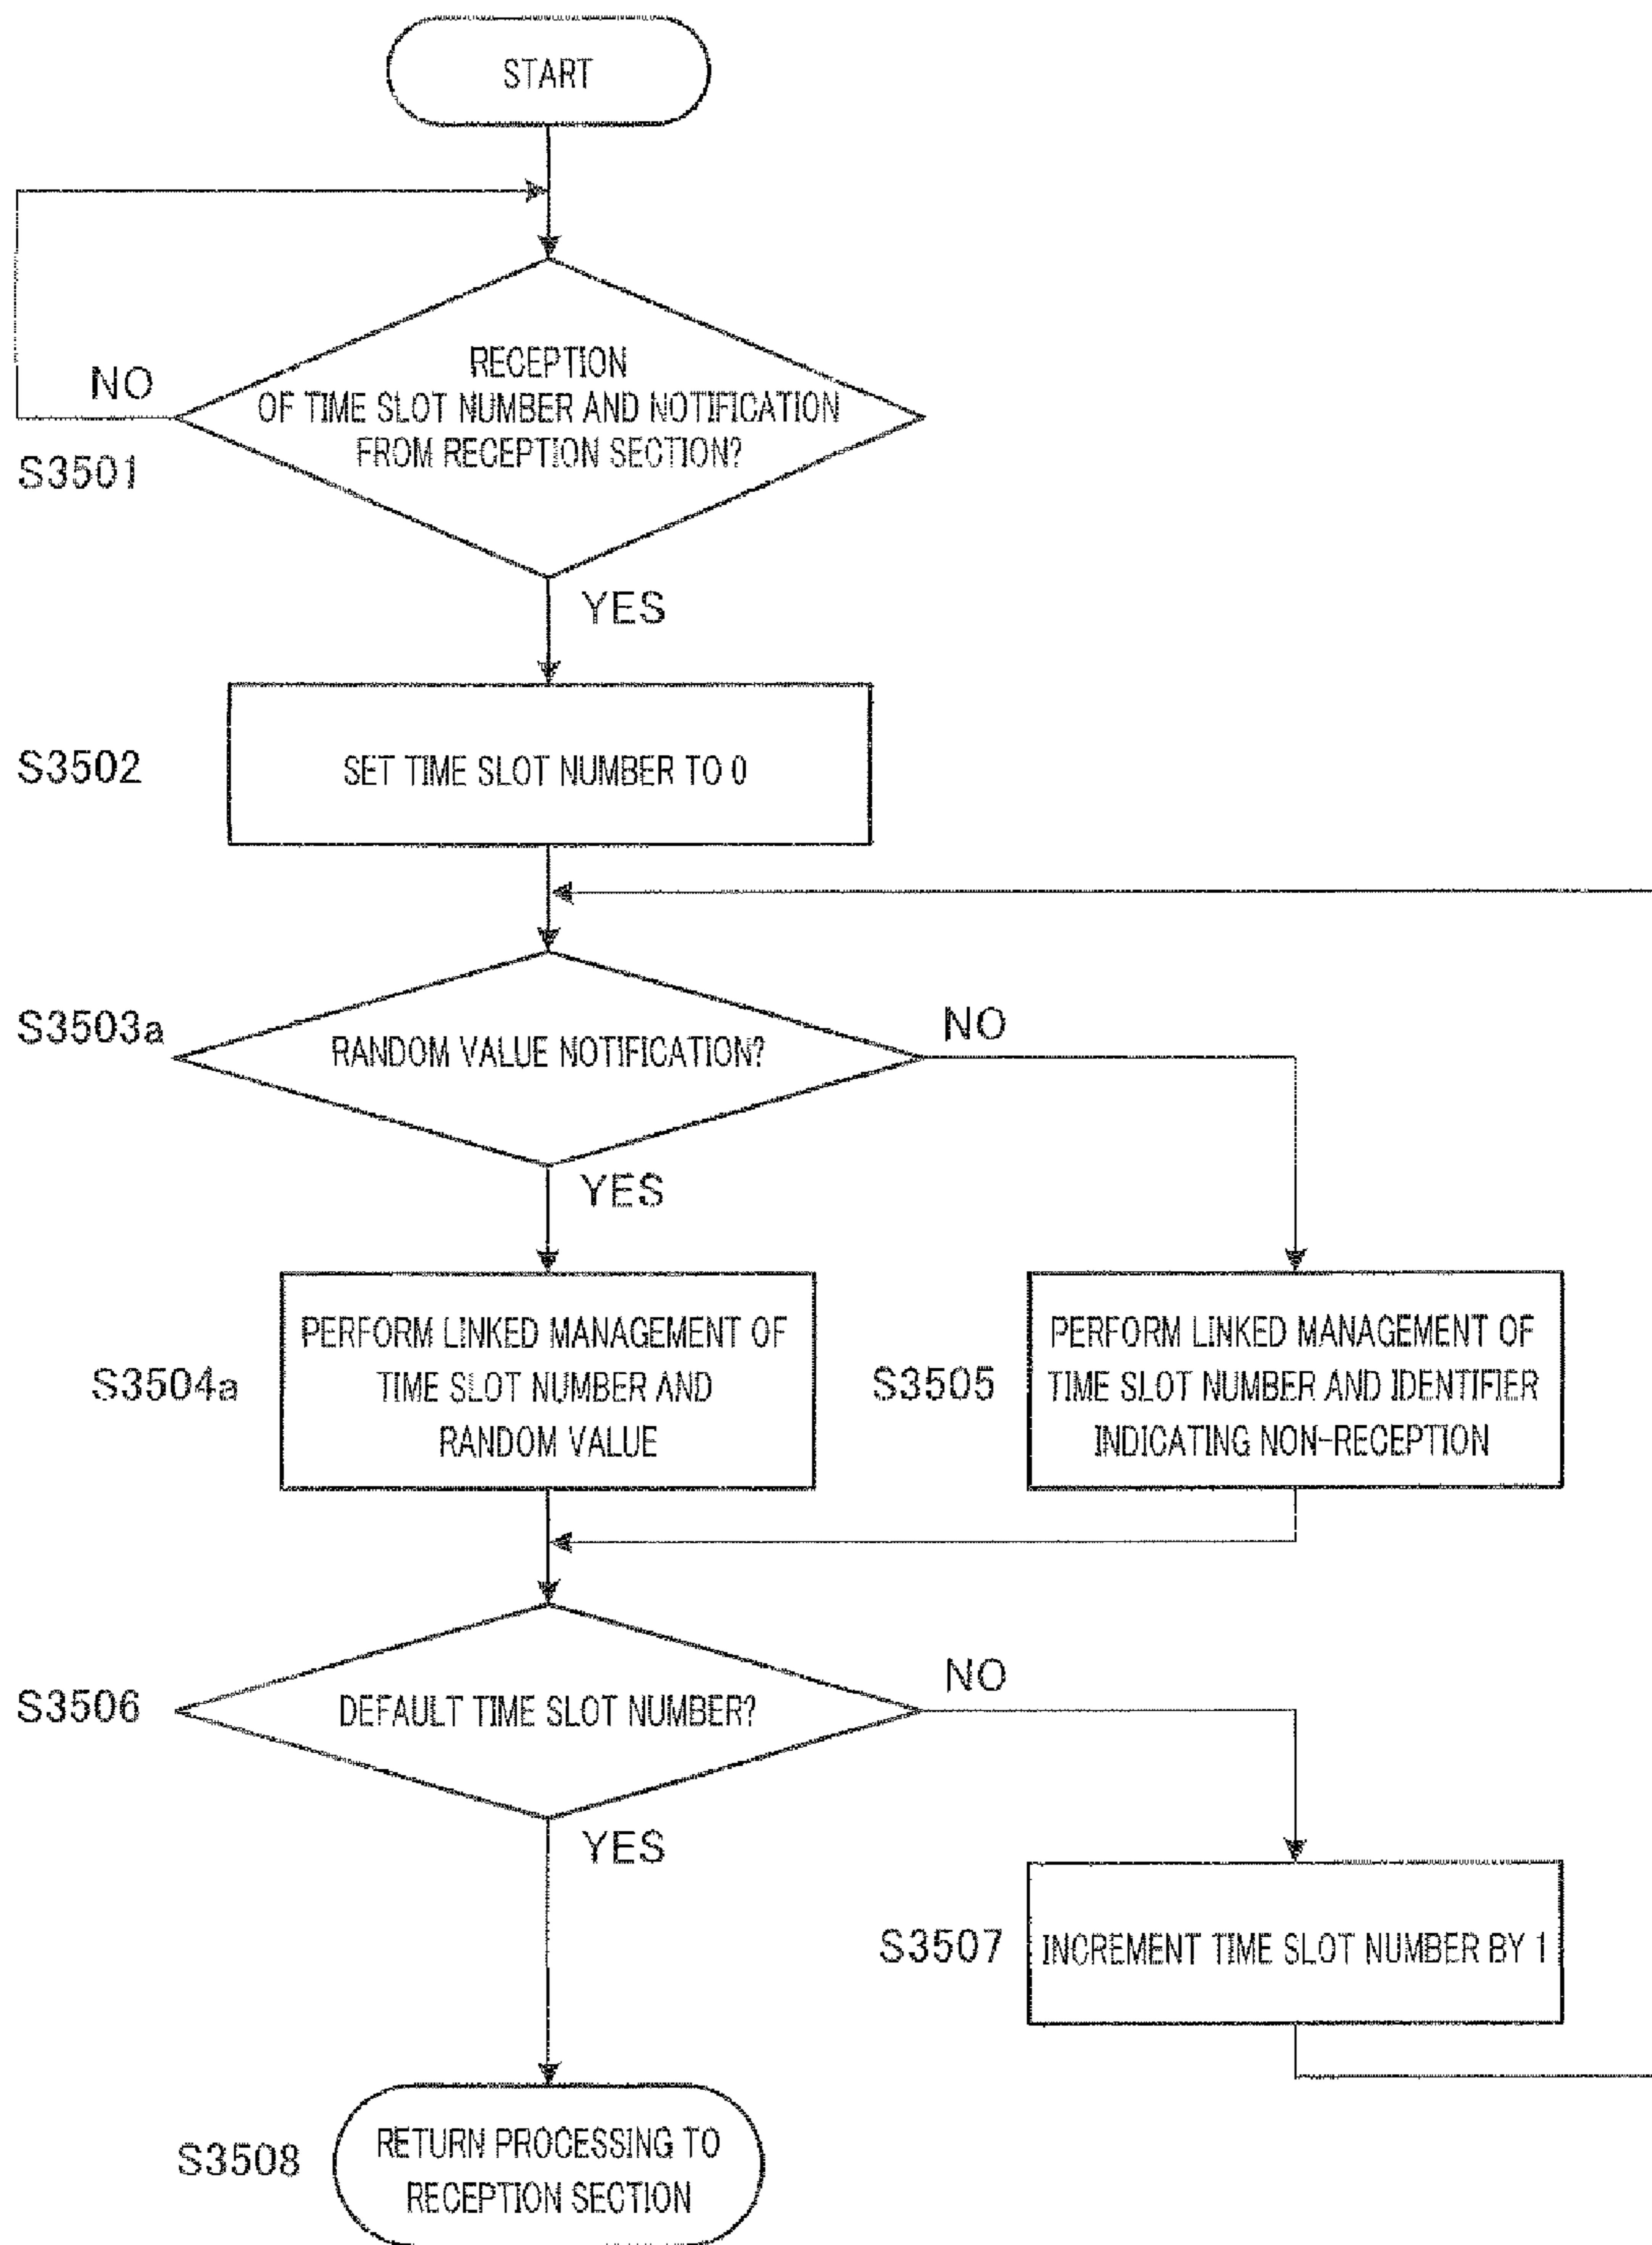 START
RECEPTION
OF TIME SLOT NUMBER AND NOTIFICATION
FROM RECEPTION SECTION?
NO
S3501
YES
S3502
SET TIME SLOT NUMBER TO 0
S3503a
RANDOM VALUE NOTIFICATION?
NO
YES
S3504a
PERFORM LINKED MANAGEMENT OF
TIME SLOT NUMBER AND
RANDOM VALUE
S3505
PERFORM LINKED MANAGEMENT OF
TIME SLOT NUMBER AND IDENTIFIER
INDICATING NON-RECEPTION
S3506
DEFAULT TIME SLOT NUMBER?
NO
YES
S3507
INCREMENT TIME SLOT NUMBER BY 1
S3508
RETURN PROCESSING TO
RECEPTION SECTION